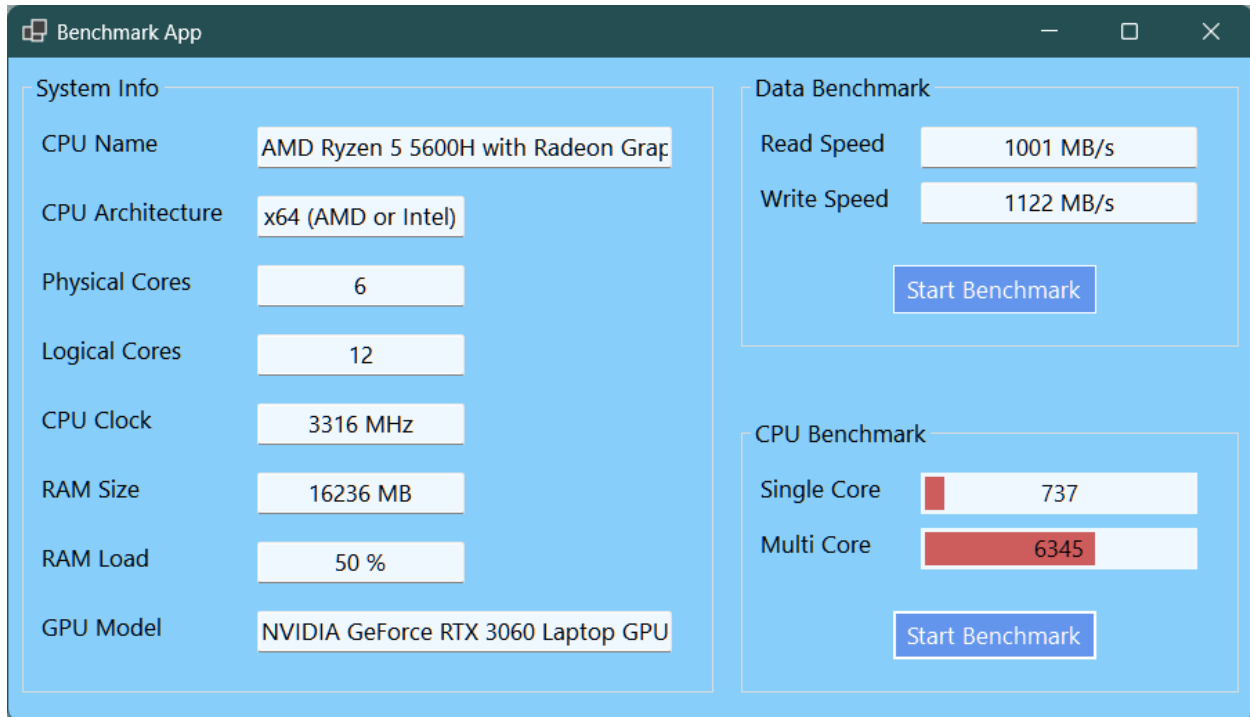 Benchmark App
System Info
CPU Name AMD Ryzen 5 5600H with Radeon Grap
CPU Architecture x64 (AMD or Intel)
Physical Cores 6
Logical Cores 12
CPU Clock 3316 MHz
RAM Size 16236 MB
RAM Load 50 %
GPU Model NVIDIA GeForce RTX 3060 Laptop GPU
Data Benchmark
Read Speed 1001 MB/s
Write Speed 1122 MB/s
Start Benchmark
CPU Benchmark
Single Core 737
Multi Core 6345
Start Benchmark